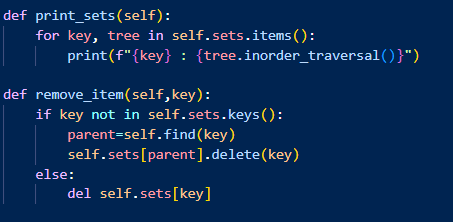 def print_sets(self):
    for key, tree in self.sets.items():
        print(f"{key} : {tree.inorder_traversal()}")

def remove_item(self,key):
    if key not in self.sets.keys():
        parent=self.find(key)
        self.sets[parent].delete(key)
    else:
        del self.sets[key]